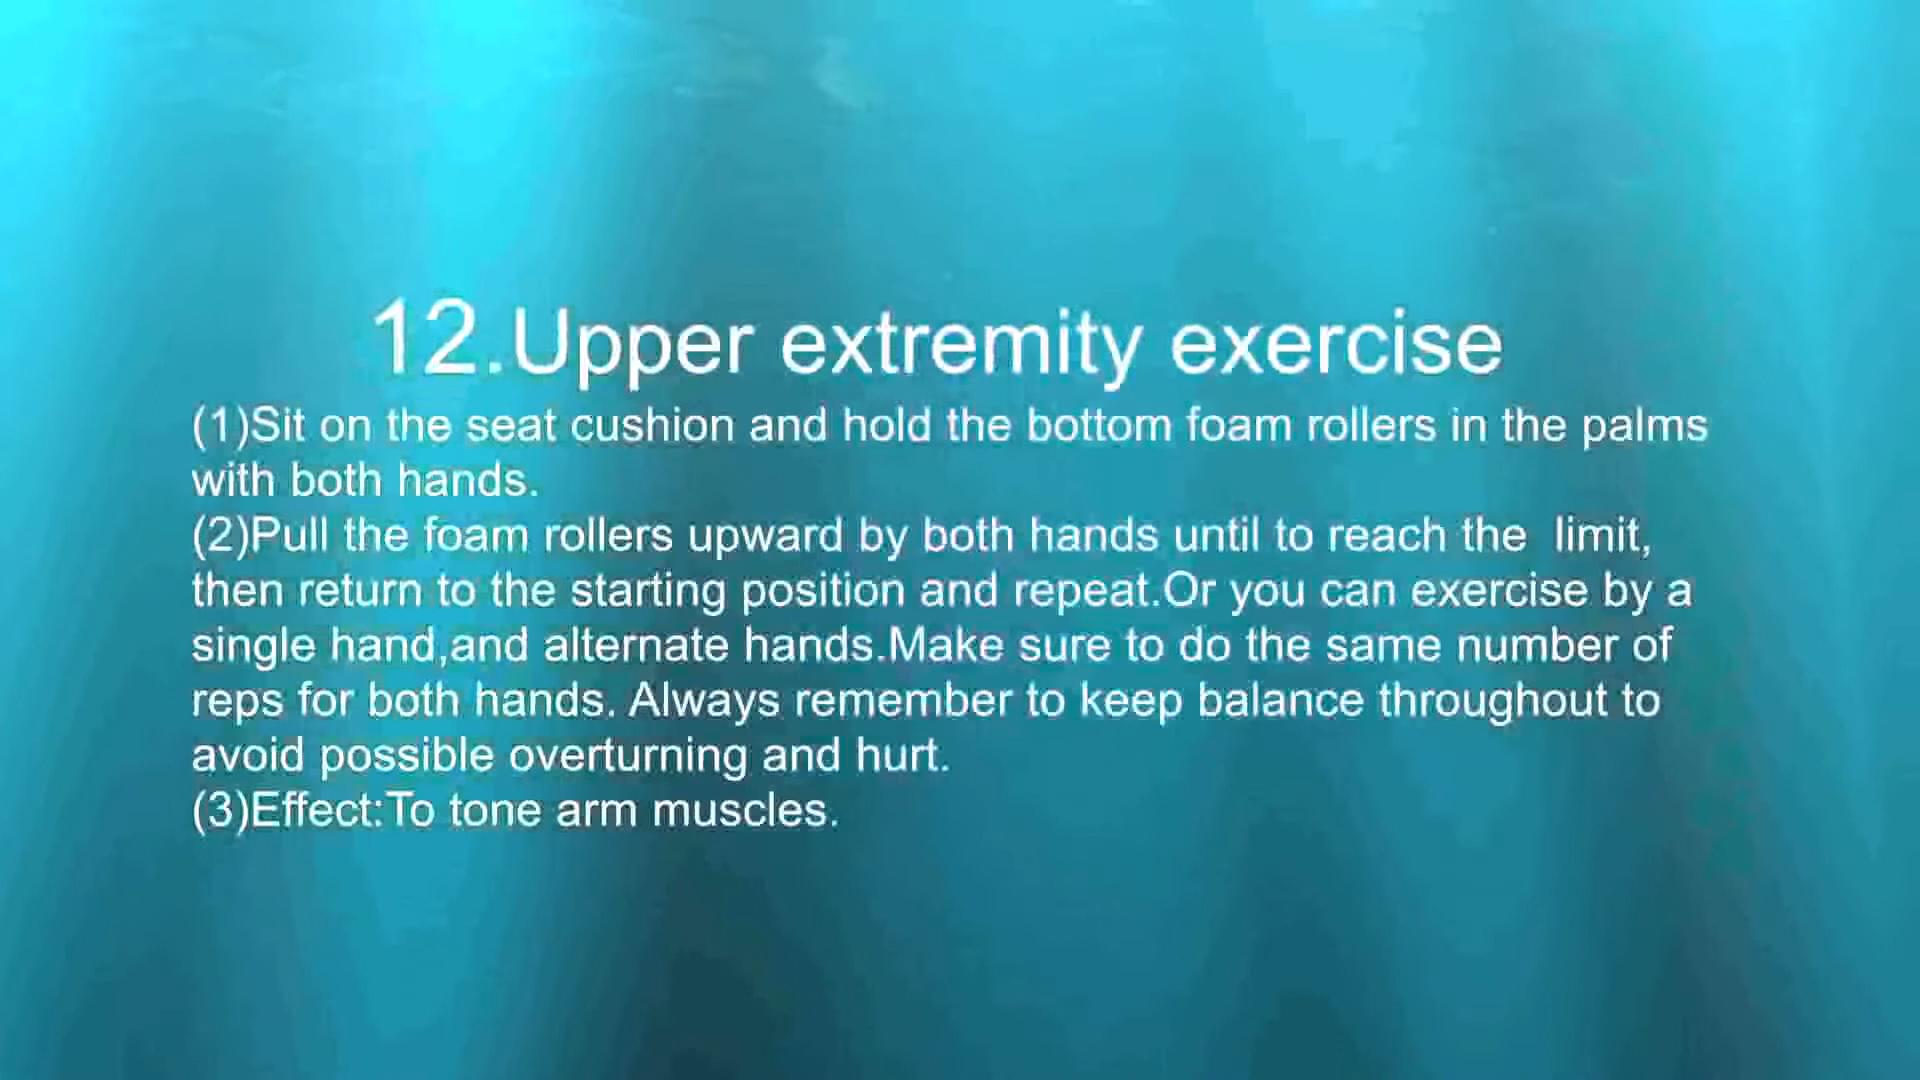 12.Upper extremity exercise
(1)Sit on the seat cushion and hold the bottom foam rollers in the palms
with both hands.
(2)Pull the foam rollers upward by both hands until to reach the  limit,
then return to the starting position and repeat.Or you can exercise by a
single hand,and alternate hands.Make sure to do the same number of
reps for both hands. Always remember to keep balance throughout to
avoid possible overturning and hurt.
(3)Effect:To tone arm muscles.